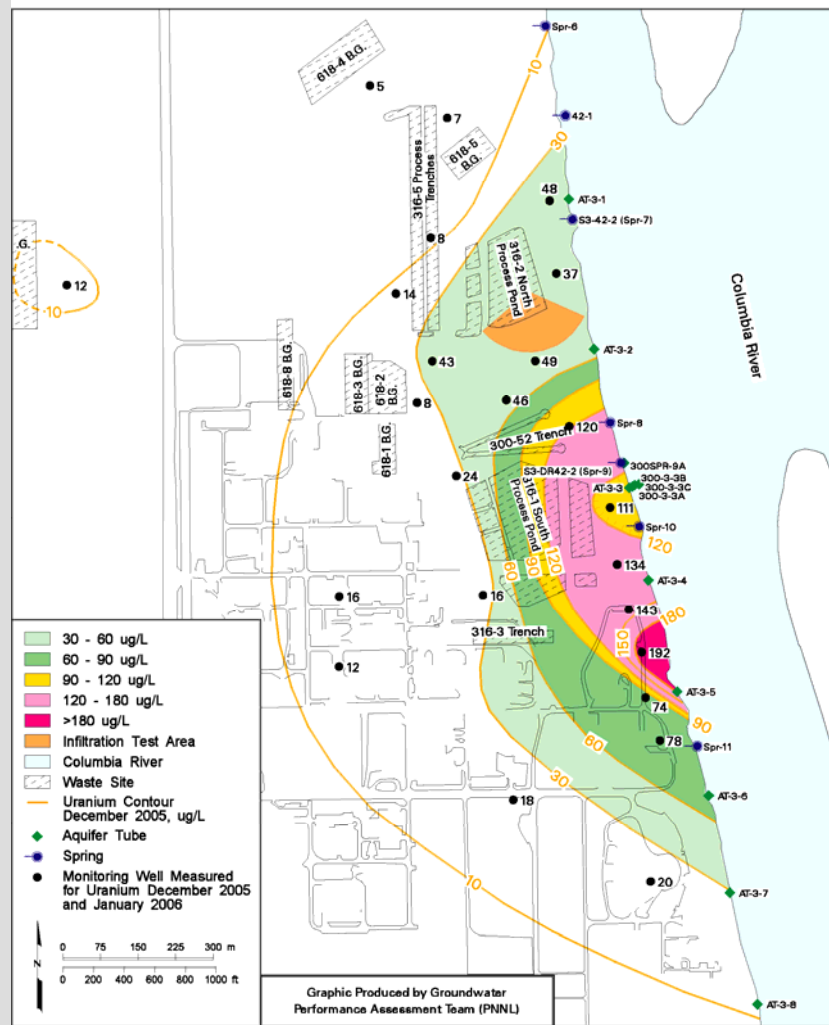 Spr-6
618-4 B.G.
5
10
7
42-1
30
618-5
B.G.
316-5 Process
Trenches
48
AT-3-1
S3-42-2 (Spr-7)
8
316-2 North
Process Pond
.G.
12
10
14
37
Columbia River
AT-3-2
618-8 B.G.
618-3 B.G.
618-2
B.G.
43
49
8
46
618-1 B.G.
120
Spr-8
300-52 Trench
24
S3-DR42-2 (Spr-9)
300SPR-9A
300-3-3B
AT-3-3
300-3-3C
300-3-3A
316-1 South
Process Pond
111
Spr-10
120
60
90
120
134
AT-3-4
16
16
143
180
316-3 Trench
150
192
12
AT-3-5
74
90
78
Spr-11
60
30
AT-3-6
18
10
20
AT-3-7
AT-3-8
30 - 60 ug/L
60 - 90 ug/L
90 - 120 ug/L
120 - 180 ug/L
>180 ug/L
Infiltration Test Area
Columbia River
Waste Site
Uranium Contour
December 2005, ug/L
Aquifer Tube
Spring
Monitoring Well Measured
for Uranium December 2005
and January 2006
N
0 75 150 225 300 m
0 200 400 600 800 1000 ft
Graphic Produced by Groundwater
Performance Assessment Team (PNNL)